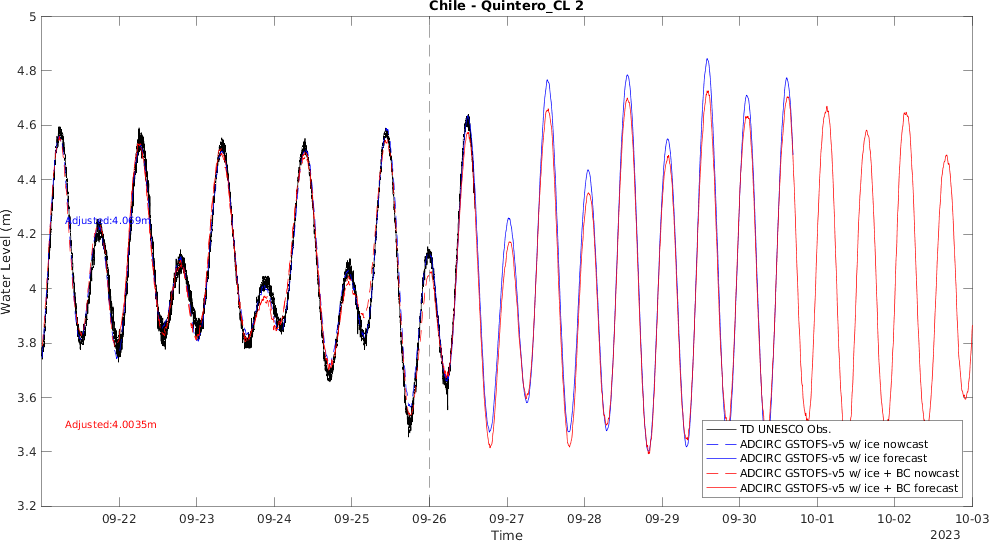 Chile - Quintero_CL 2
5
4.8
4.6
4.4
4.2
4
3.8
3.6
3.4
3.2
Water Level (m)
Adjusted:4.069m
Adjusted:4.0035m
TD UNESCO Obs.
ADCIRC GSTOFS-v5 w/ ice nowcast
ADCIRC GSTOFS-v5 w/ ice forecast
ADCIRC GSTOFS-v5 w/ ice + BC nowcast
ADCIRC GSTOFS-v5 w/ ice + BC forecast
09-22 09-23 09-24 09-25 09-26 09-27 09-28 09-29 09-30 10-01 10-02 10-03
Time
2023